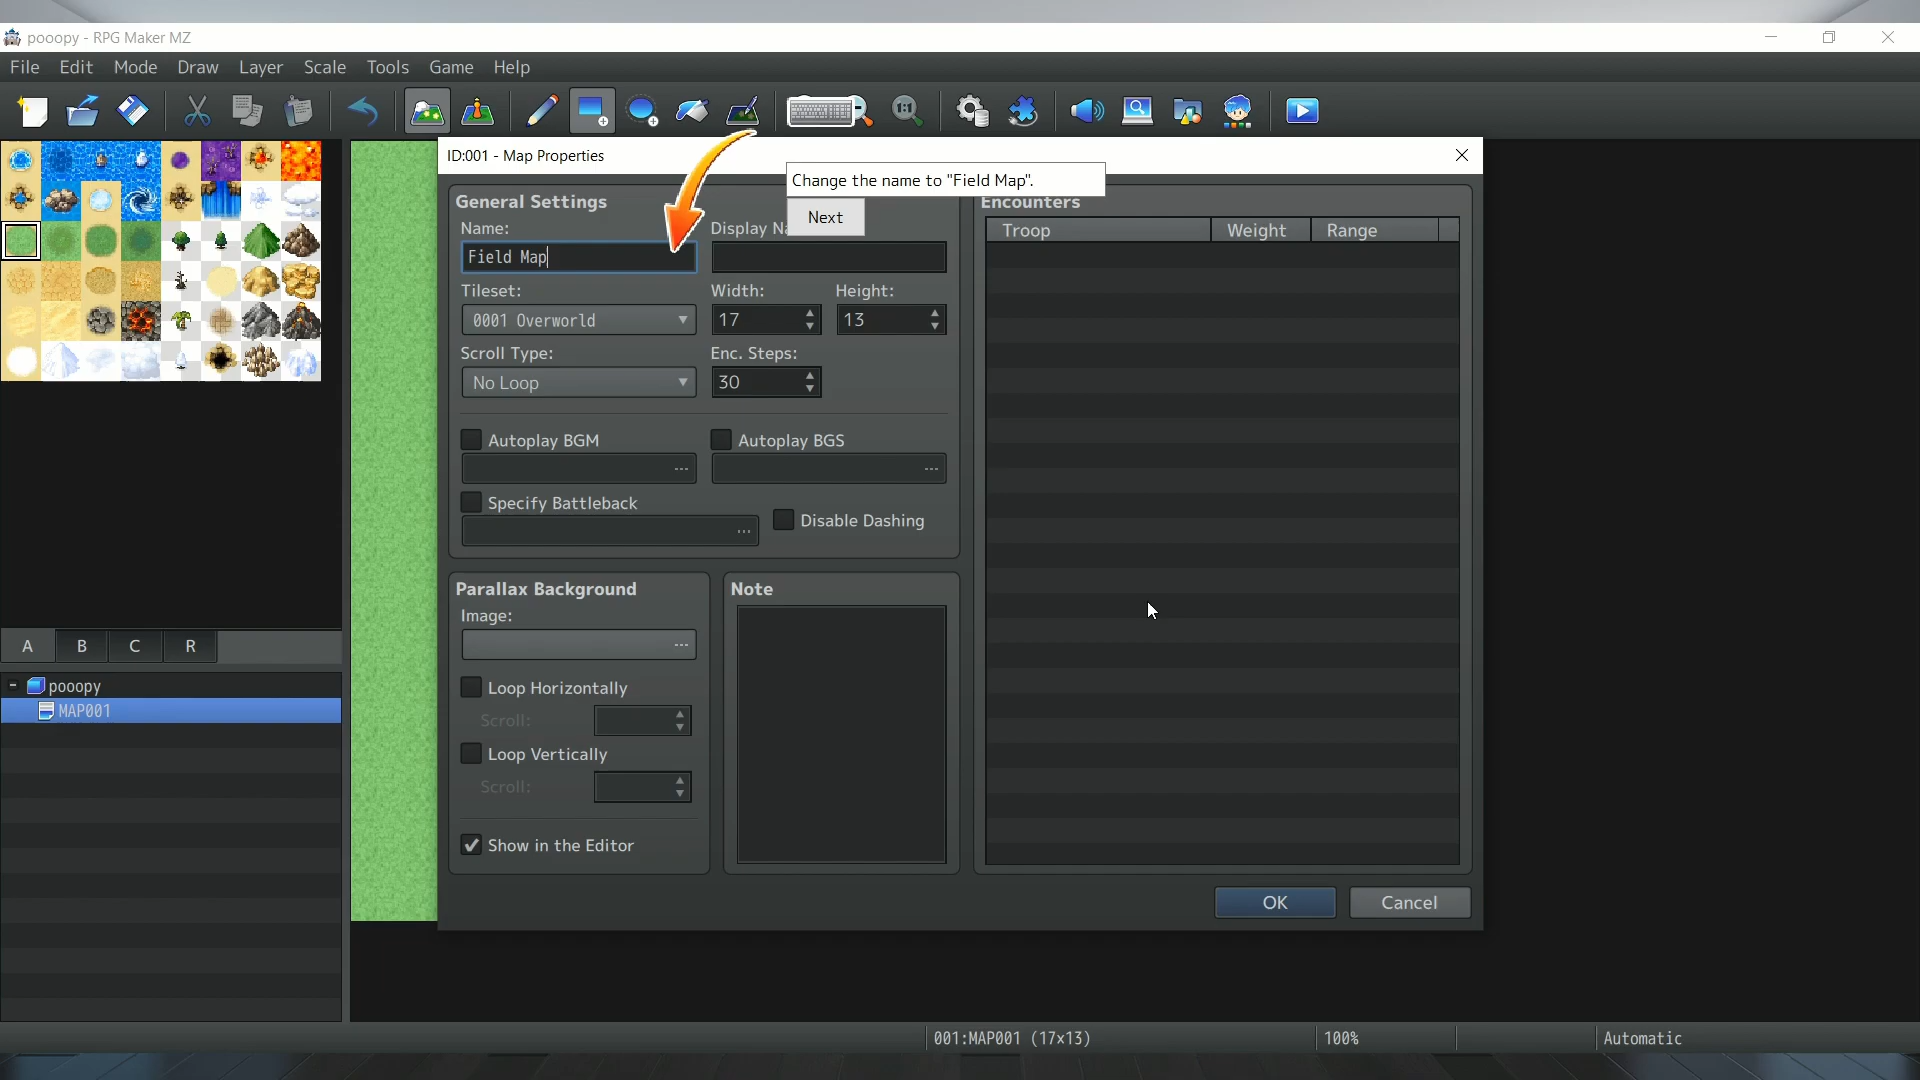 pooopy - RPG Maker MZ
File Edit Mode Draw Layer Scale Tools Game Help
1:1
ID:001 - Map Properties
Change the name to "Field Map".
Next
General Settings
Name:
Display Na
Field Map
Tileset:
Width:
Height:
0001 Overworld
17
13
Scroll Type:
Enc. Steps:
No Loop
30
Autoplay BGM
Autoplay BGS
...
...
Specify Battleback
...
Disable Dashing
Parallax Background
Image:
...
Loop Horizontally
Scroll:
Loop Vertically
Scroll:
Show in the Editor
Note
Encounters
Troop Weight Range
OK
Cancel
A B C R
pooopy
MAP001
001:MAP001 (17x13)
100%
Automatic